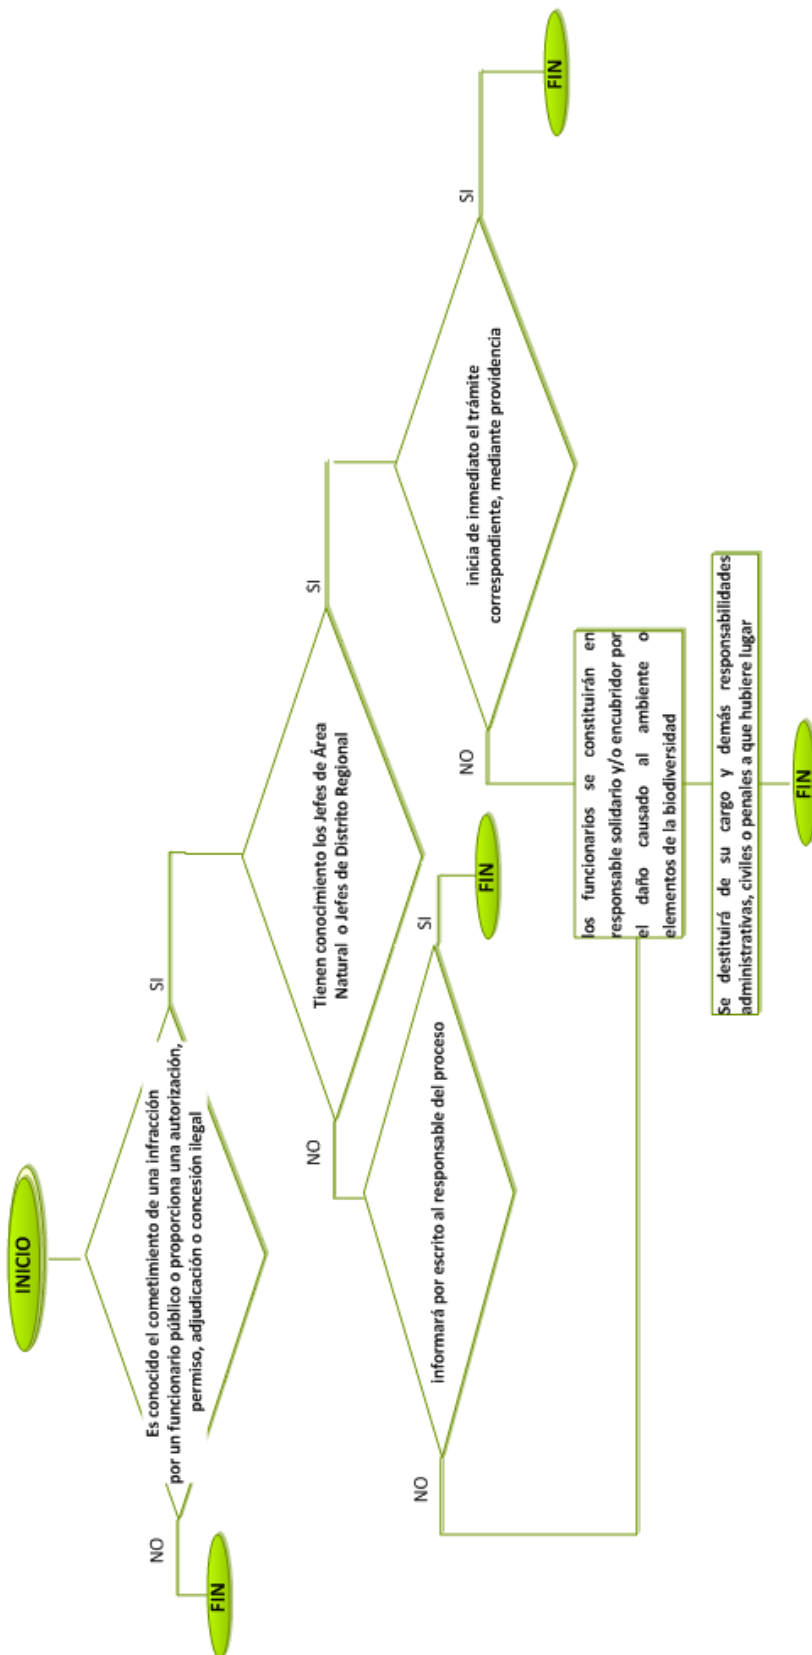 INICIO
Es conocido el cometimiento de una infracción
por un funcionario público o proporciona una autorización,
permiso, adjudicación o concesión ilegal
NO
SI
FIN
Tienen conocimiento los Jefes de Área
Natural o Jefes de Distrito Regional
NO
SI
informará por escrito al responsable del proceso
NO
SI
FIN
inicia de inmediato el trámite
correspondiente, mediante providencia
NO
SI
FIN
los funcionarios se constituirán en
responsable solidario y/o encubridor por
el daño causado al ambiente o
elementos de la biodiversidad
Se destituirá de su cargo y demás responsabilidades
administrativas, civiles o penales a que hubiere lugar
FIN